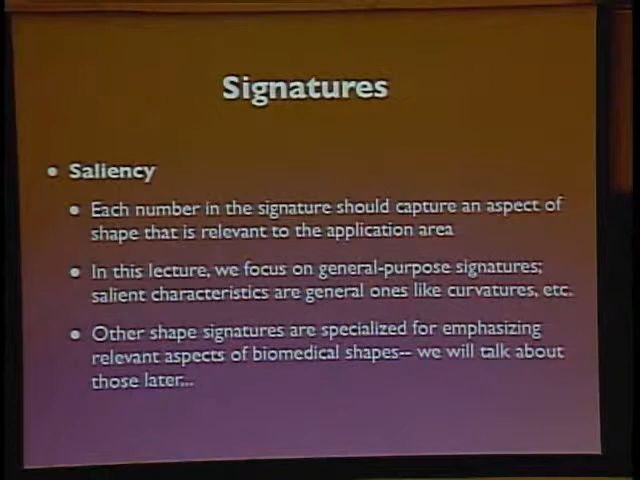 Signatures
• Saliency
• Each number in the signature should capture an aspect of
shape that is relevant to the application area
• In this lecture, we focus on general-purpose signatures;
salient characteristics are general ones like curvatures, etc.
• Other shape signatures are specialized for emphasizing
relevant aspects of biomedical shapes-- we will talk about
those later...